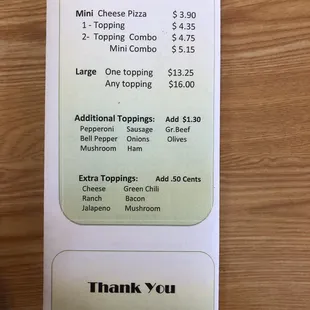 Mini Cheese Pizza $ 3.90
1 - Topping $ 4.35
2- Topping Combo $ 4.75
Mini Combo $ 5.15
Large One topping $13.25
Any topping $16.00
Additional Toppings: Add $1.30
Pepperoni Sausage Gr.Beef
Bell Pepper Onions Olives
Mushroom Ham
Extra Toppings: Add .50 Cents
Cheese Green Chili
Ranch Bacon
Jalapeno Mushroom
Thank You